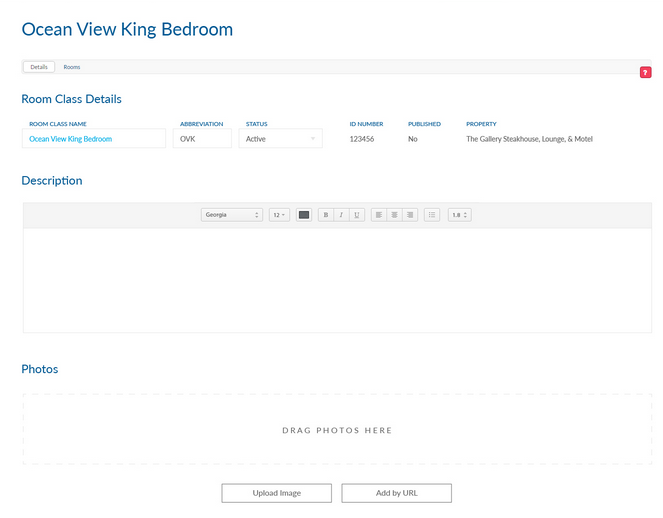 Ocean View King Bedroom
Details Rooms
?
Room Class Details
ROOM CLASS NAME ABBREVIATION STATUS ID NUMBER PUBLISHED PROPERTY
Ocean View King Bedroom OVK Active 123456 No The Gallery Steakhouse, Lounge, & Motel
Description
Georgia 12 B I U 1.8
Photos
DRAG PHOTOS HERE
Upload Image Add by URL